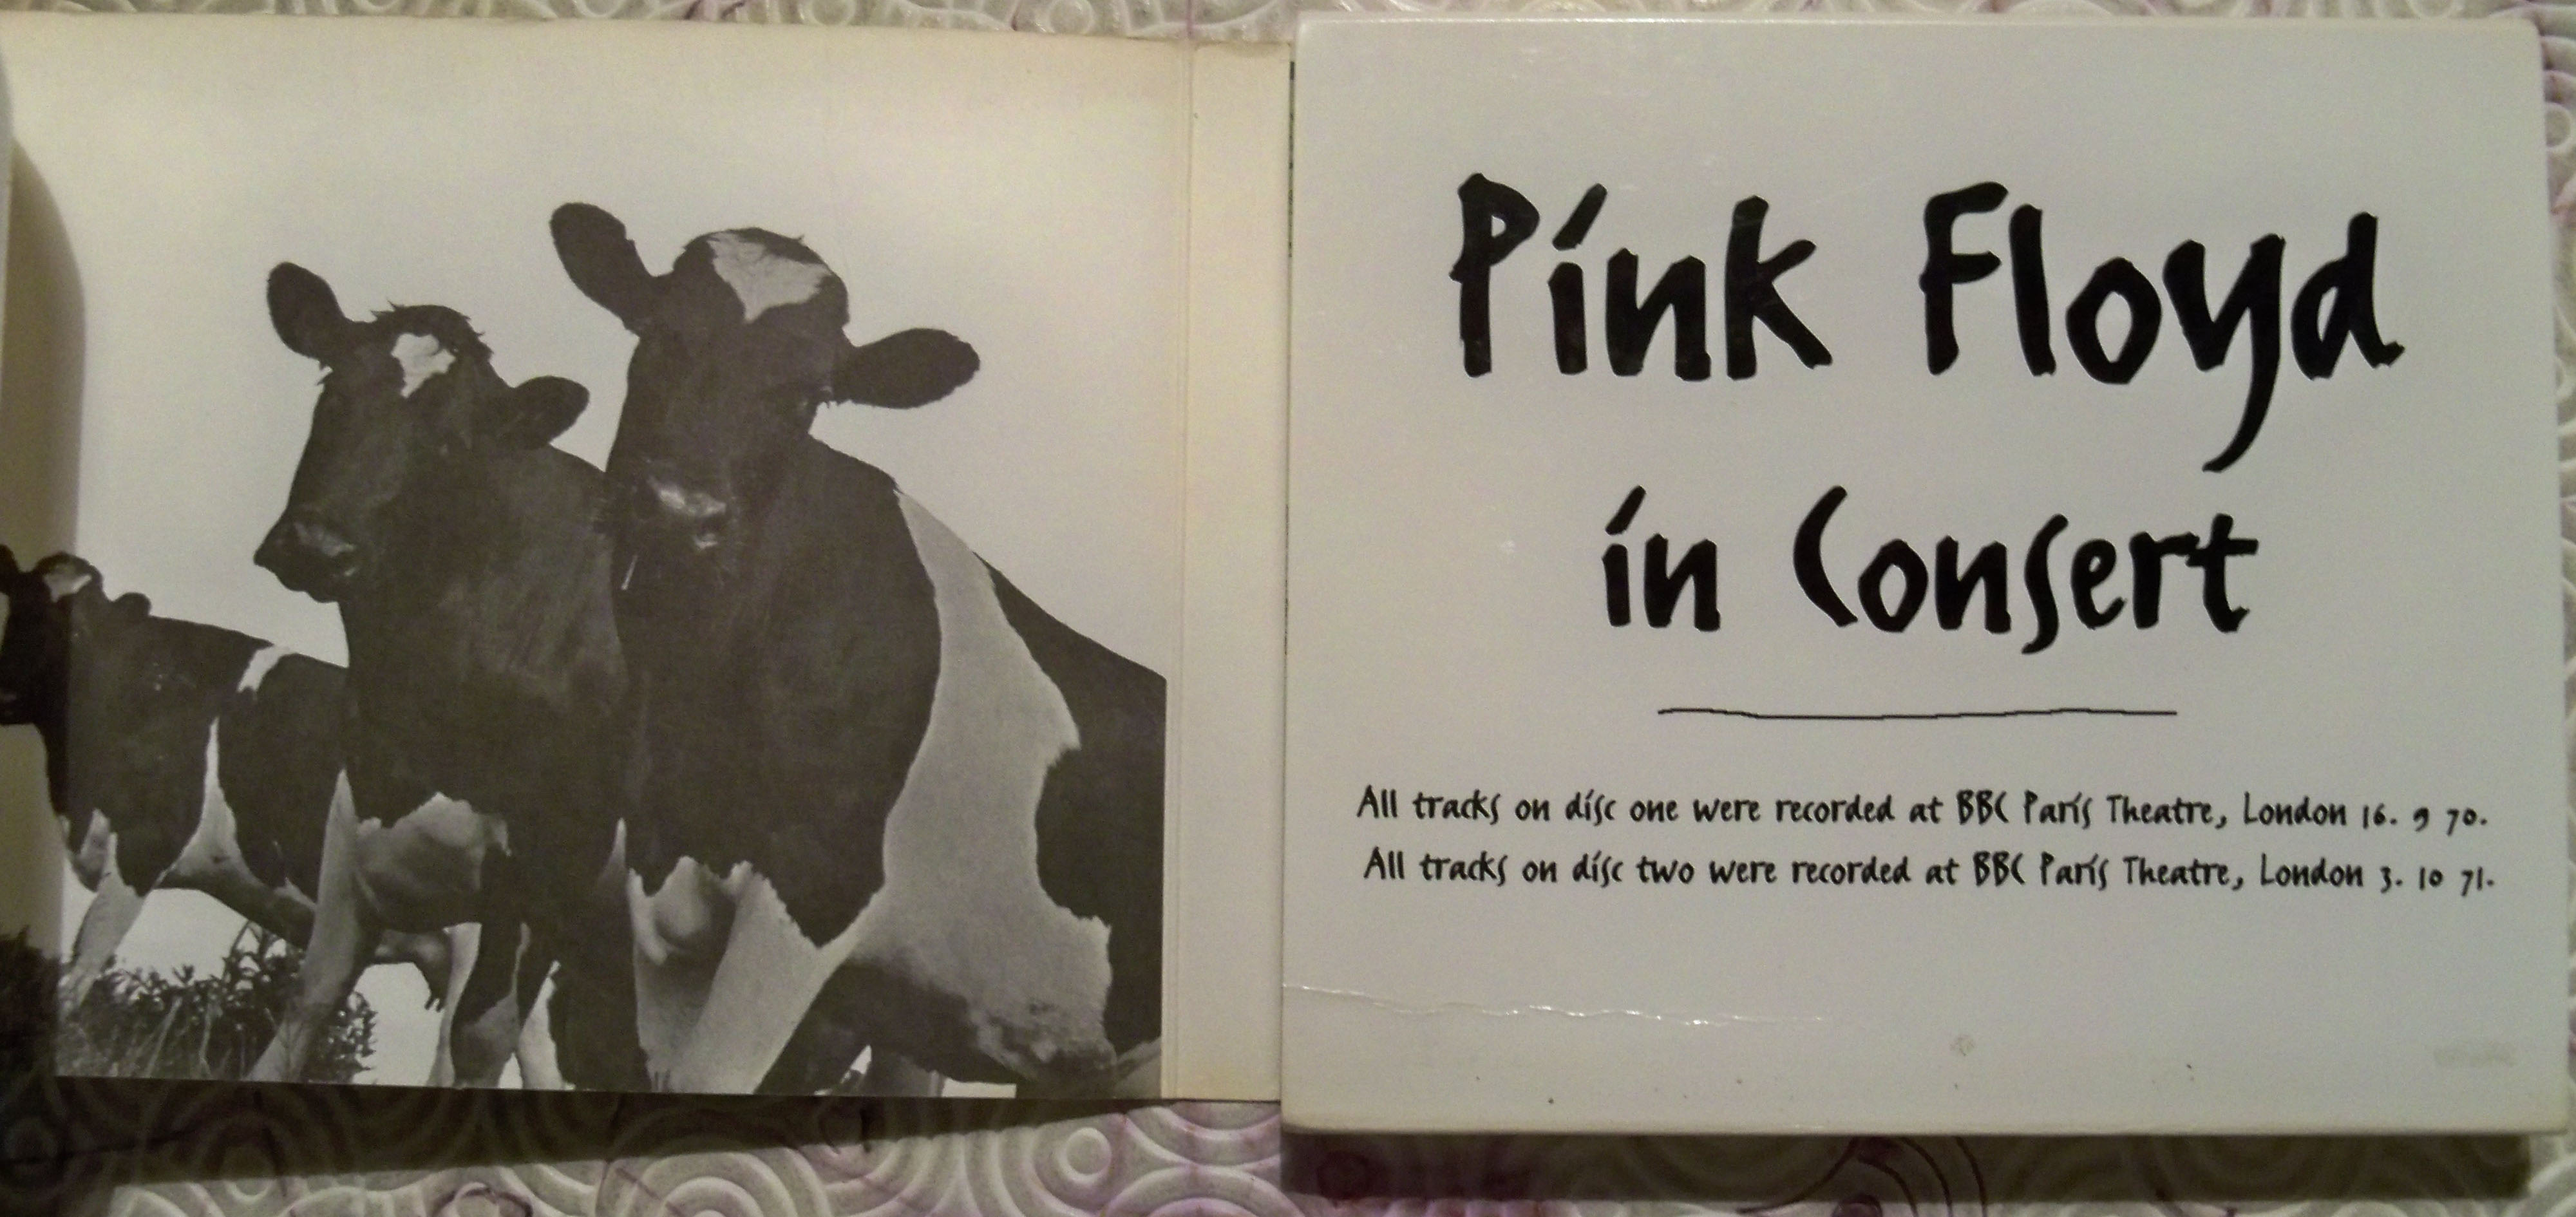 Pink Floyd
in Consert
All tracks on disc one were recorded at BBC Paris Theatre, London 16. 9 70.
All tracks on disc two were recorded at BBC Paris Theatre, London 3. 10 71.